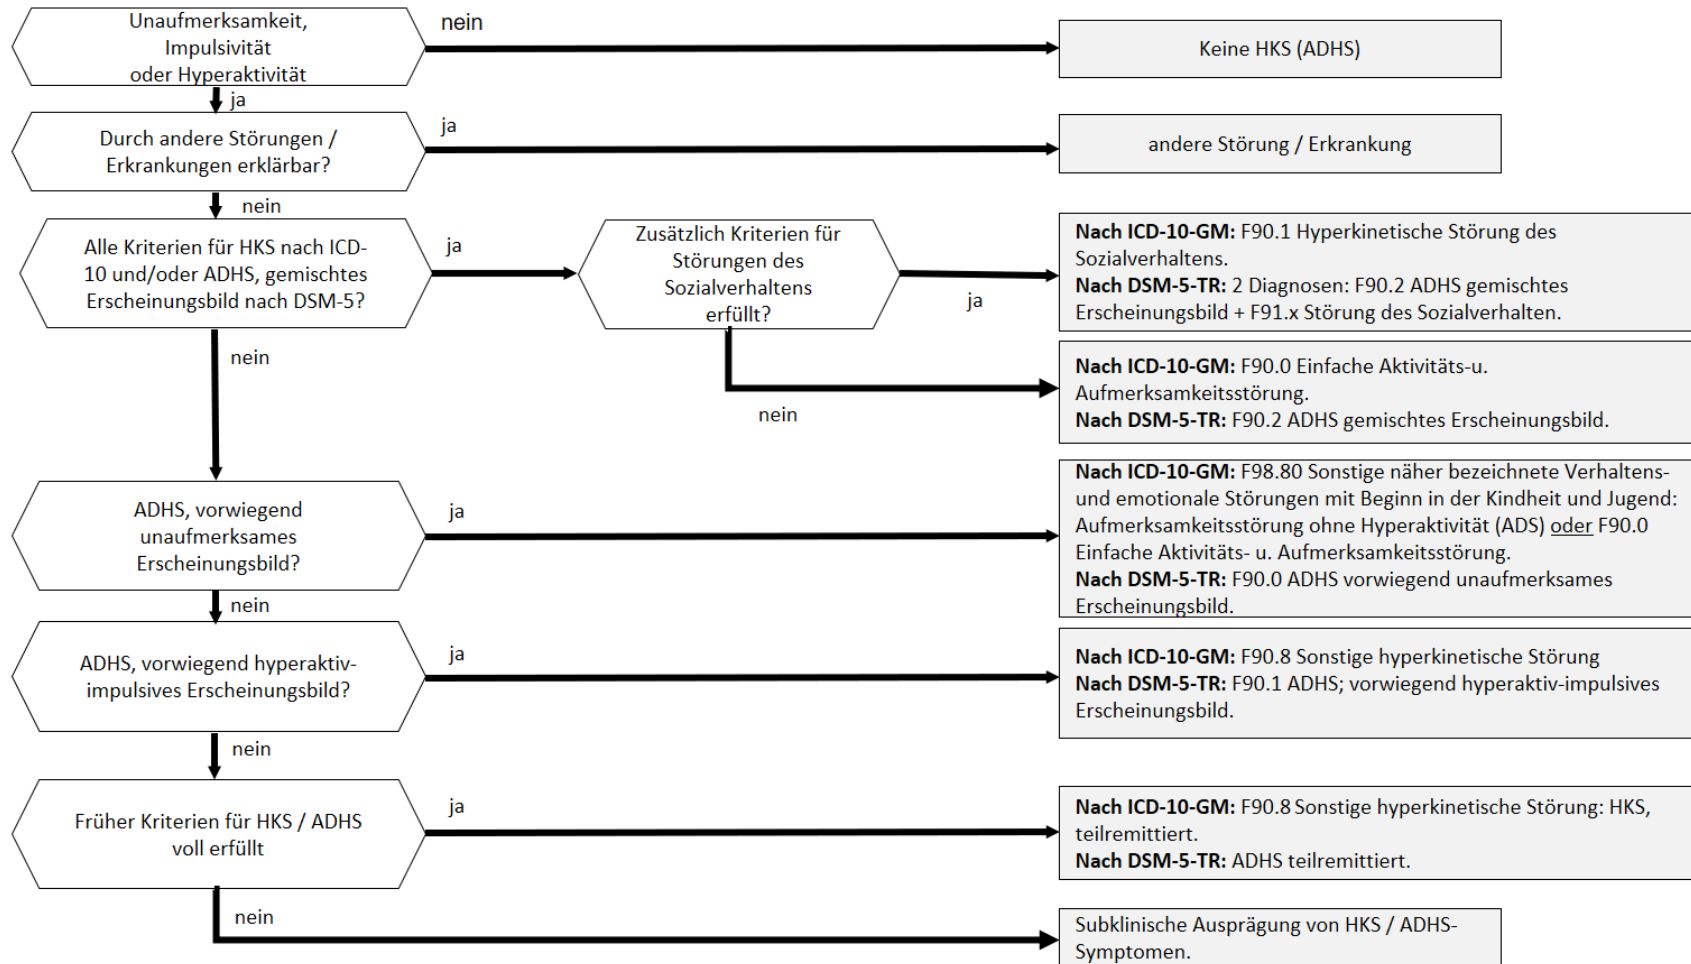 Unaufmerksamkeit,
Impulsivität
oder Hyperaktivität
nein
Keine HKS (ADHS)
ja
Durch andere Störungen /
Erkrankungen erklärbar?
ja
andere Störung / Erkrankung
nein
Alle Kriterien für HKS nach ICD-
10 und/oder ADHS, gemischtes
Erscheinungsbild nach DSM-5?
ja
Zusätzlich Kriterien für
Störungen des
Sozialverhaltens
erfüllt?
ja
Nach ICD-10-GM: F90.1 Hyperkinetische Störung des
Sozialverhaltens.
Nach DSM-5-TR: 2 Diagnosen: F90.2 ADHS gemischtes
Erscheinungsbild + F91.x Störung des Sozialverhalten.
nein
nein
Nach ICD-10-GM: F90.0 Einfache Aktivitäts-u.
Aufmerksamkeitsstörung.
Nach DSM-5-TR: F90.2 ADHS gemischtes Erscheinungsbild.
ADHS, vorwiegend
unaufmerksames
Erscheinungsbild?
ja
Nach ICD-10-GM: F98.80 Sonstige näher bezeichnete Verhaltens-
und emotionale Störungen mit Beginn in der Kindheit und Jugend:
Aufmerksamkeitsstörung ohne Hyperaktivität (ADS) oder F90.0
Einfache Aktivitäts- u. Aufmerksamkeitsstörung.
Nach DSM-5-TR: F90.0 ADHS vorwiegend unaufmerksames
Erscheinungsbild.
nein
ADHS, vorwiegend hyperaktiv-
impulsives Erscheinungsbild?
ja
Nach ICD-10-GM: F90.8 Sonstige hyperkinetische Störung
Nach DSM-5-TR: F90.1 ADHS; vorwiegend hyperaktiv-impulsives
Erscheinungsbild.
nein
Früher Kriterien für HKS / ADHS
voll erfüllt
ja
Nach ICD-10-GM: F90.8 Sonstige hyperkinetische Störung: HKS,
teilremittiert.
Nach DSM-5-TR: ADHS teilremittiert.
nein
Subklinische Ausprägung von HKS / ADHS-
Symptomen.